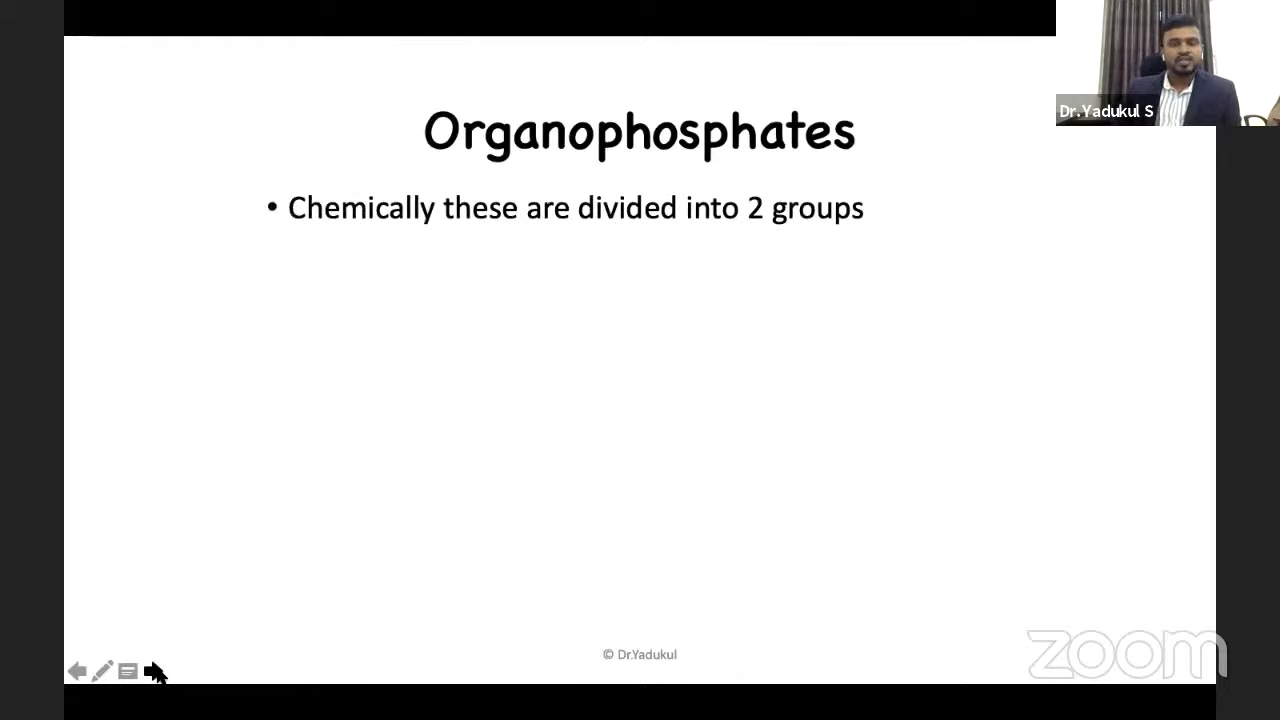 Organophosphates
• Chemically these are divided into 2 groups
Dr.Yadukul S
© Dr.Yadukul
zoom